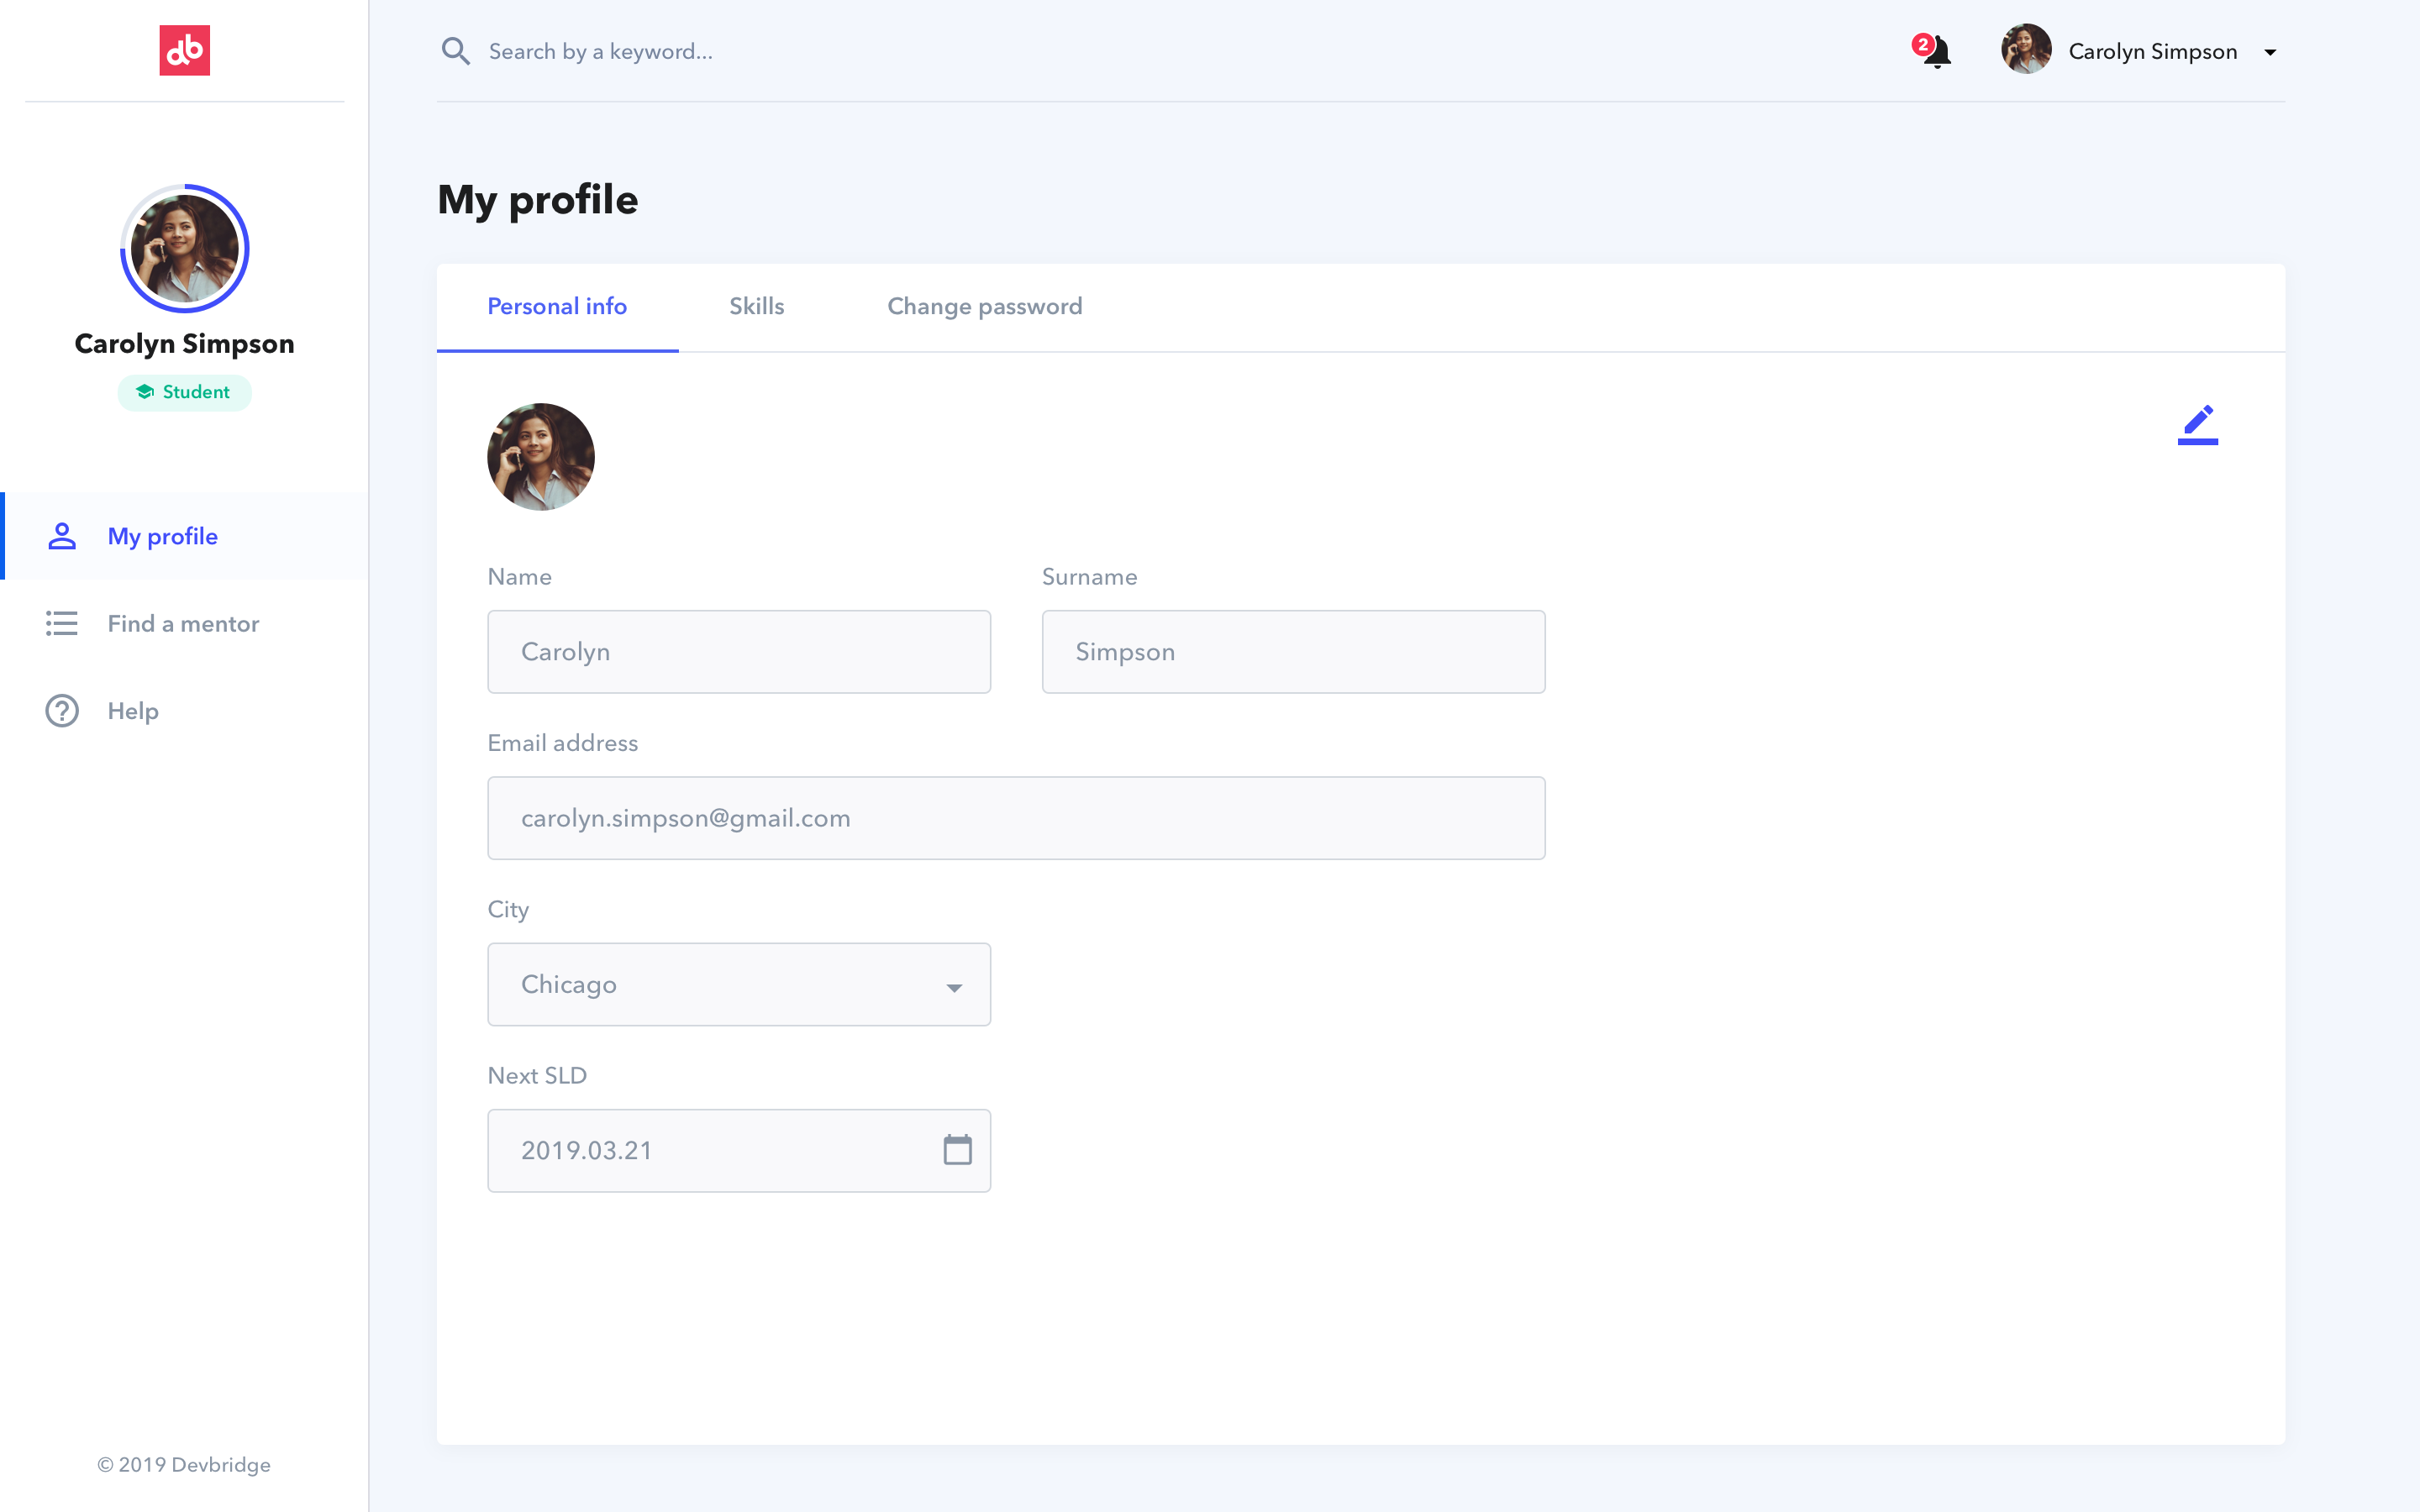 db
Search by a keyword...
2
Carolyn Simpson
Carolyn Simpson
Student
My profile
Find a mentor
Help
© 2019 Devbridge
My profile
Personal info
Skills
Change password
Name
Surname
Carolyn
Simpson
Email address
carolyn.simpson@gmail.com
City
Chicago
Next SLD
2019.03.21